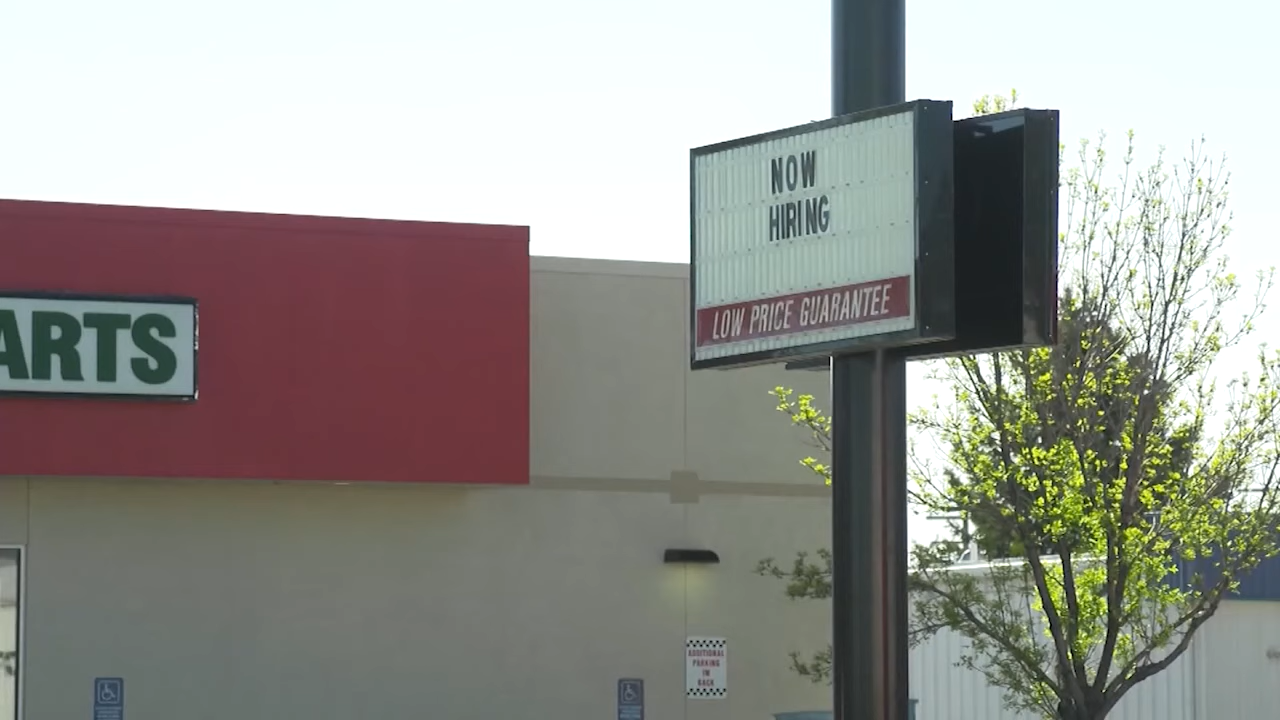 NOW
HIRING
LOW PRICE GUARANTEE
ARTS
ADDITIONAL
PARKING
IN
BACK